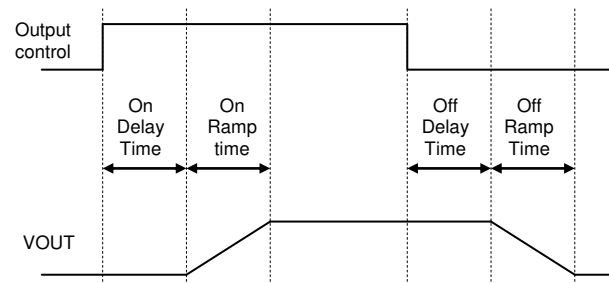 Output
control
On
Delay
Time
On
Ramp
time
Off
Delay
Time
Off
Ramp
Time
VOUT